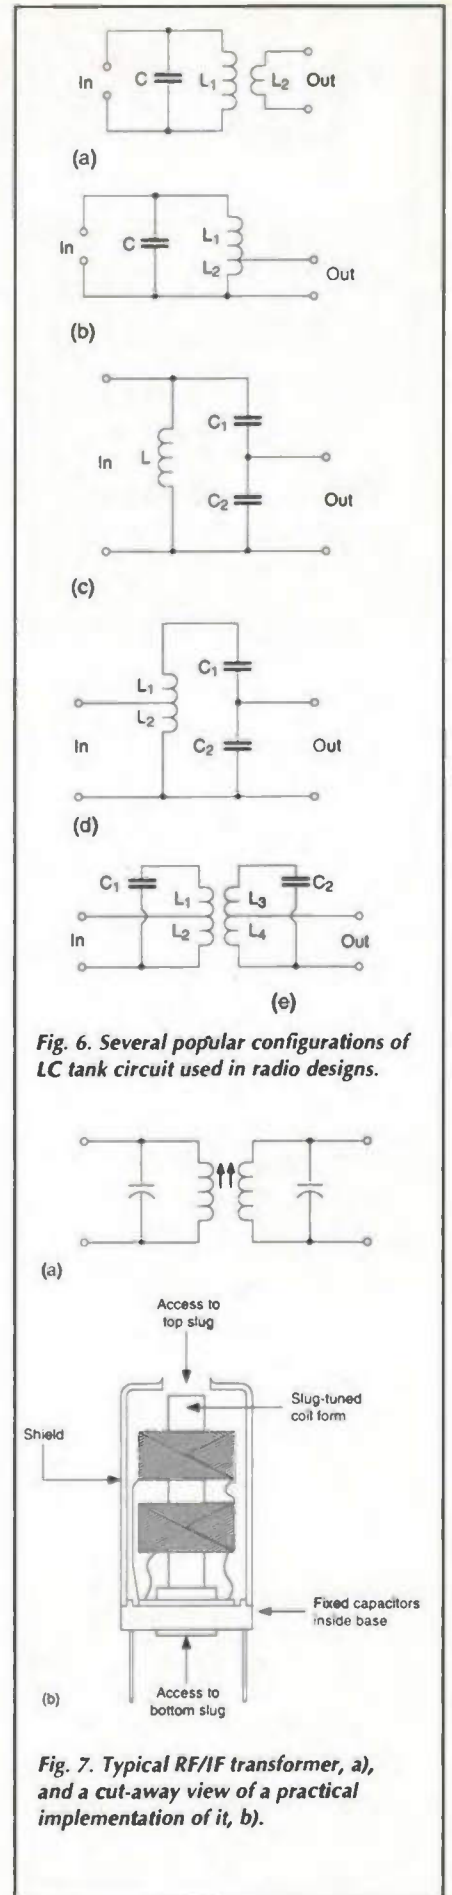 In
C
L1
L2
Out
(a)
In
C
L1
L2
Out
(b)
In
L
C1
C2
Out
(c)
L1
L2
C1
C2
In
Out
(d)
C1
L1
L2
L3
L4
C2
In
Out
(e)
Fig. 6. Several popular configurations of
LC tank circuit used in radio designs.
(a)
Access to
top slug
Slug-tuned
coil form
Shield
Fixed capacitors
inside base
(b)
Access to
bottom slug
Fig. 7. Typical RF/IF transformer, a),
and a cut-away view of a practical
implementation of it, b).